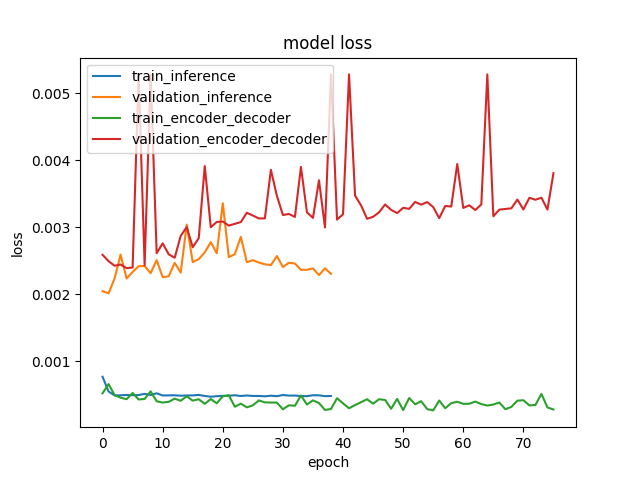 model loss
train_inference
validation_inference
train_encoder_decoder
validation_encoder_decoder
0.005
0.004
0.003
0.002
0.001
loss
0 10 20 30 40 50 60 70
epoch